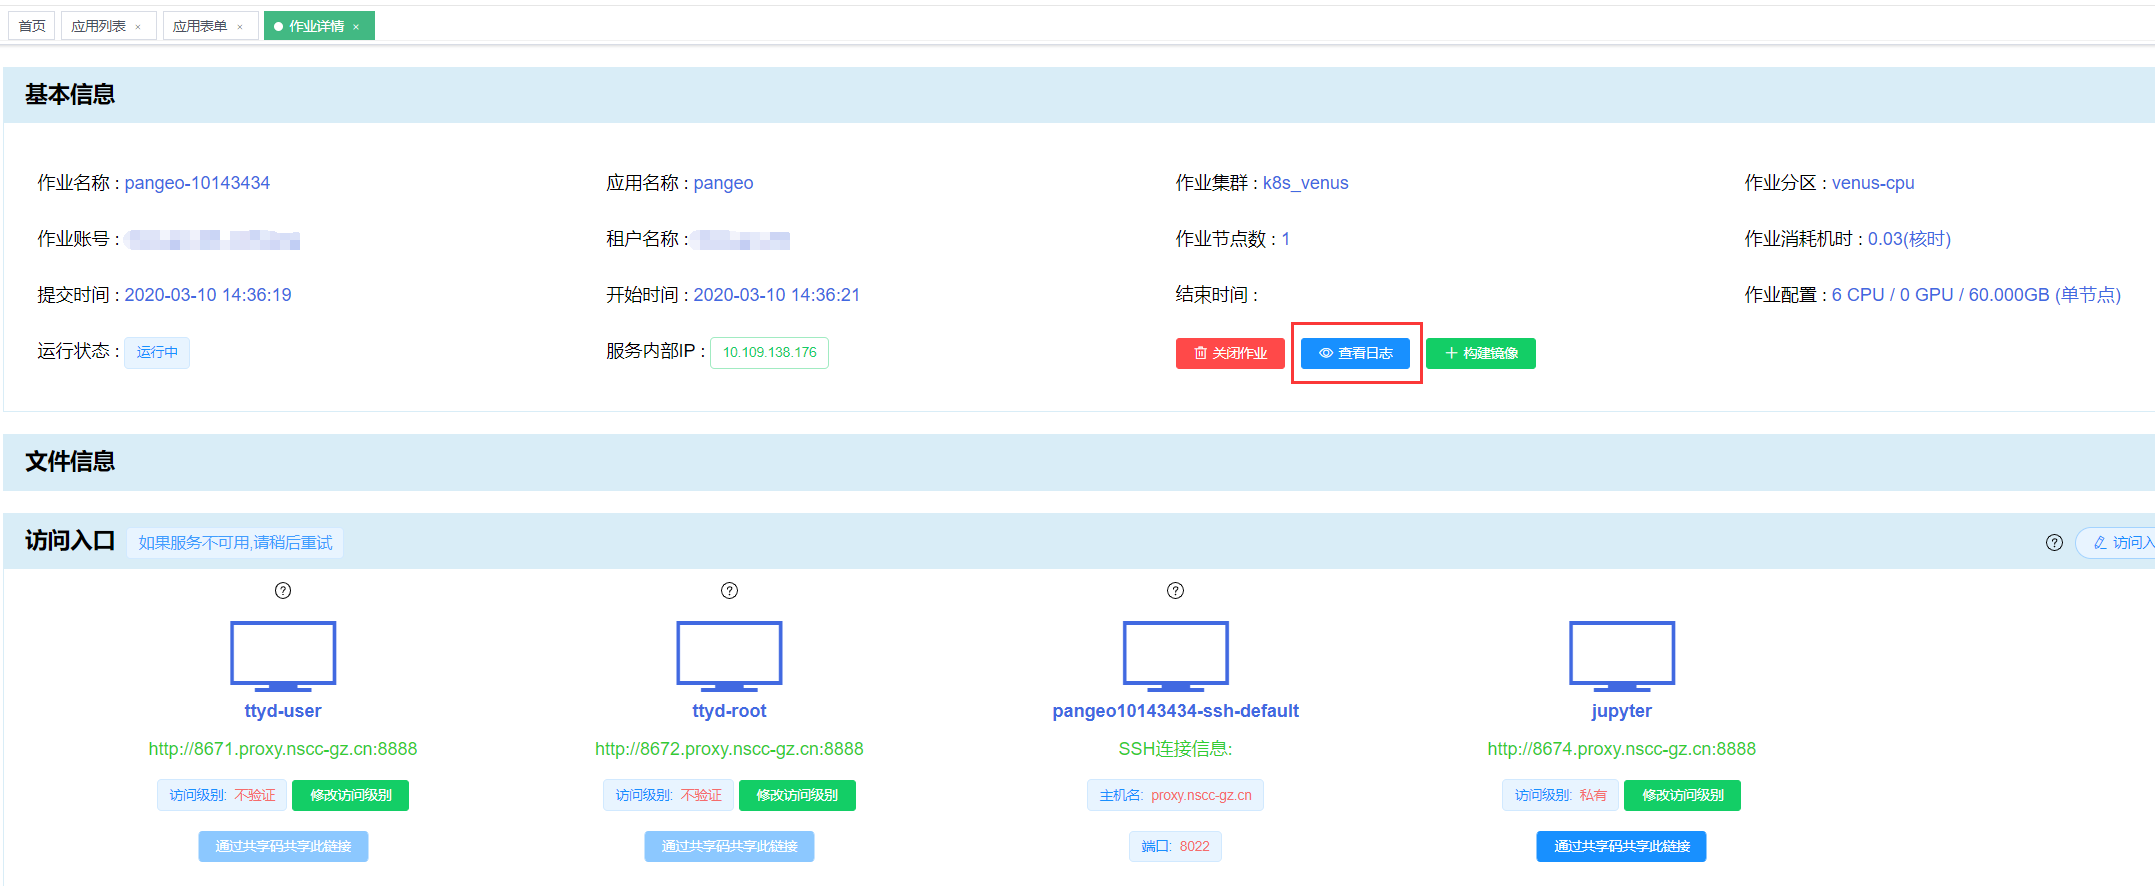 首页 应用列表 × 应用表单 × 作业详情 ×
基本信息
作业名称 : pangeo-10143434 应用名称 : pangeo 作业集群 : k8s_venus 作业分区 : venus-cpu
作业账号 : 租户名称 : 作业节点数 : 1 作业消耗机时 : 0.03(核时)
提交时间 : 2020-03-10 14:36:19 开始时间 : 2020-03-10 14:36:21 结束时间 : 作业配置 : 6 CPU / 0 GPU / 60.000GB (单节点)
运行状态 : 运行中 服务内部IP : 10.109.138.176 关闭作业 查看日志 构建镜像
文件信息
访问入口 如果服务不可用,请稍后重试 ? 访问入
? ? ?
ttyd-user ttyd-root pangeo10143434-ssh-default jupyter
http://8671.proxy.nscc-gz.cn:8888 http://8672.proxy.nscc-gz.cn:8888 SSH连接信息: http://8674.proxy.nscc-gz.cn:8888
访问级别: 不验证 修改访问级别 访问级别: 不验证 修改访问级别 主机名: proxy.nscc-gz.cn 访问级别: 私有 修改访问级别
通过共享码共享此链接 通过共享码共享此链接 端口: 8022 通过共享码共享此链接